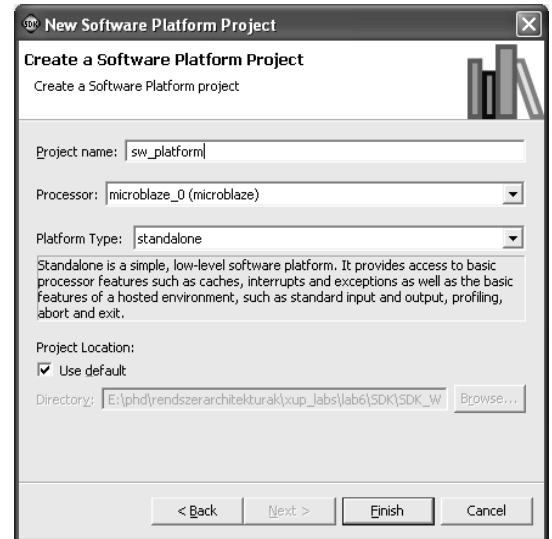 SDK New Software Platform Project
Create a Software Platform Project
Create a Software Platform project
Project name: sw_platform
Processor: microblaze_0 (microblaze)
Platform Type: standalone
Standalone is a simple, low-level software platform. It provides access to basic
processor features such as caches, interrupts and exceptions as well as the basic
features of a hosted environment, such as standard input and output, profiling,
abort and exit.
Project Location:
Use default
Directory: E:\phd\rendszerarchitekturak\xup_labs\lab6\SDK\SDK_W Browse...
< Back Next > Finish Cancel